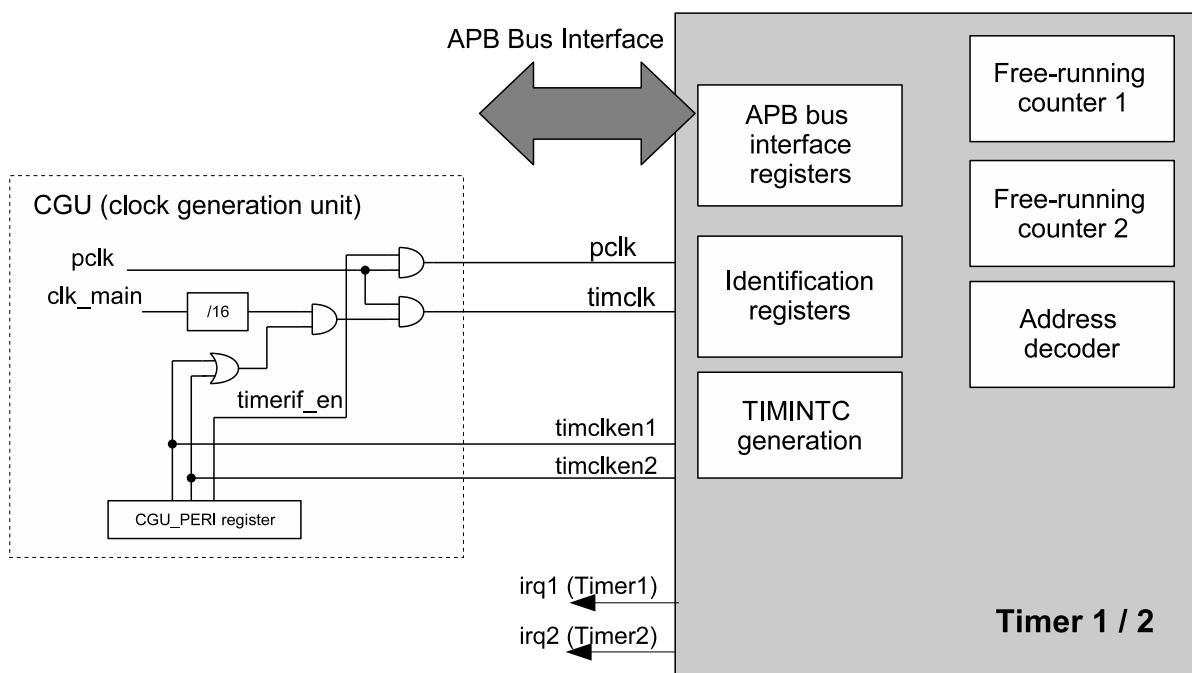 APB Bus Interface
Free-running
counter 1
APB bus
interface
registers
CGU (clock generation unit)
Free-running
counter 2
pclk
pclk
clk_main
/16
timclk
Identification
registers
Address
decoder
timerif_en
TIMINTC
generation
timclken1
timclken2
CGU_PERI register
irq1 (Timer1)
irq2 (Timer2)
Timer 1 / 2